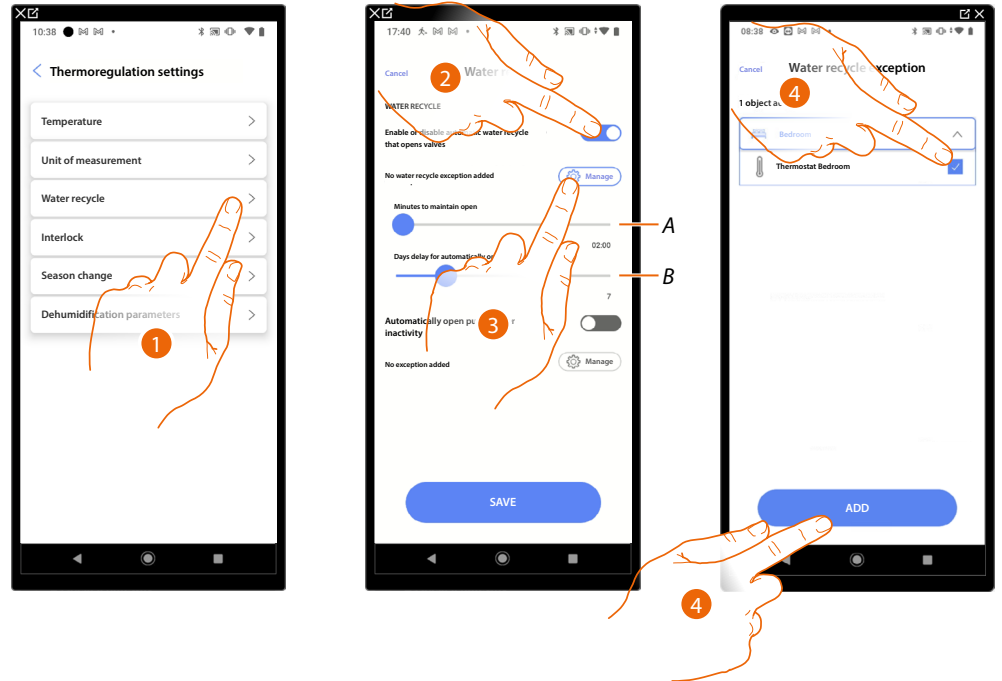 10:38
Thermoregulation settings
Temperature
Unit of measurement
Water recycle
Interlock
Season change
Dehumidification parameters
1
17:40
Cancel
2
Water
WATER RECYCLE
Enable or disable automatic water recycle
that opens valves
No water recycle exception added
Manage
Minutes to maintain open
A
02:00
Days delay for automatically
B
7
Automatically open
inactivity
3
No exception added
Manage
SAVE
08:38
Cancel
Water recycle exception
4
1 object
Bedroom
Thermostat Bedroom
ADD
4